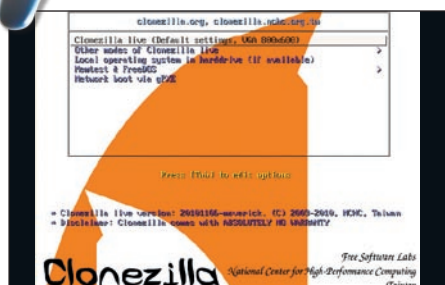 clonezilla.org, clonezilla.nchc.org.tw
Clonezilla live (Default settings, VGA 800x600)
Other modes of Clonezilla live >
Local operating system in harddrive (if available)
Memtest & FreeDOS >
Network boot via gPXE
Press [Tab] to edit options
* Clonezilla live version: 20101106-maverick. (C) 2003-2010, NCHC, Taiwan
* Disclaimer: Clonezilla comes with ABSOLUTELY NO WARRANTY
Free Software Labs
Clonezilla
National Center for High-Performance Computing
Taiwan